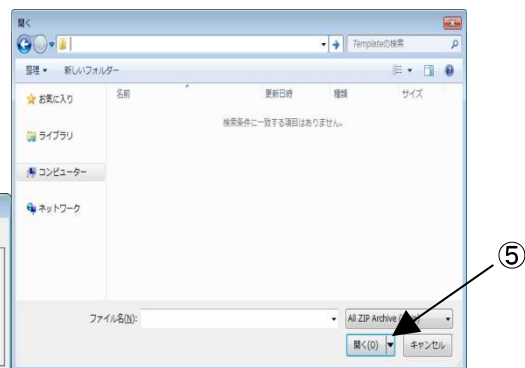 開く
Templateの検索
整理 新しいフォルダー
名前 更新日時 種類 サイズ
検索条件に一致する項目はありません。
お気に入り
ライブラリ
コンピューター
ネットワーク
⑤
ファイル名(N):
All ZIP Archive
開く(O) キャンセル